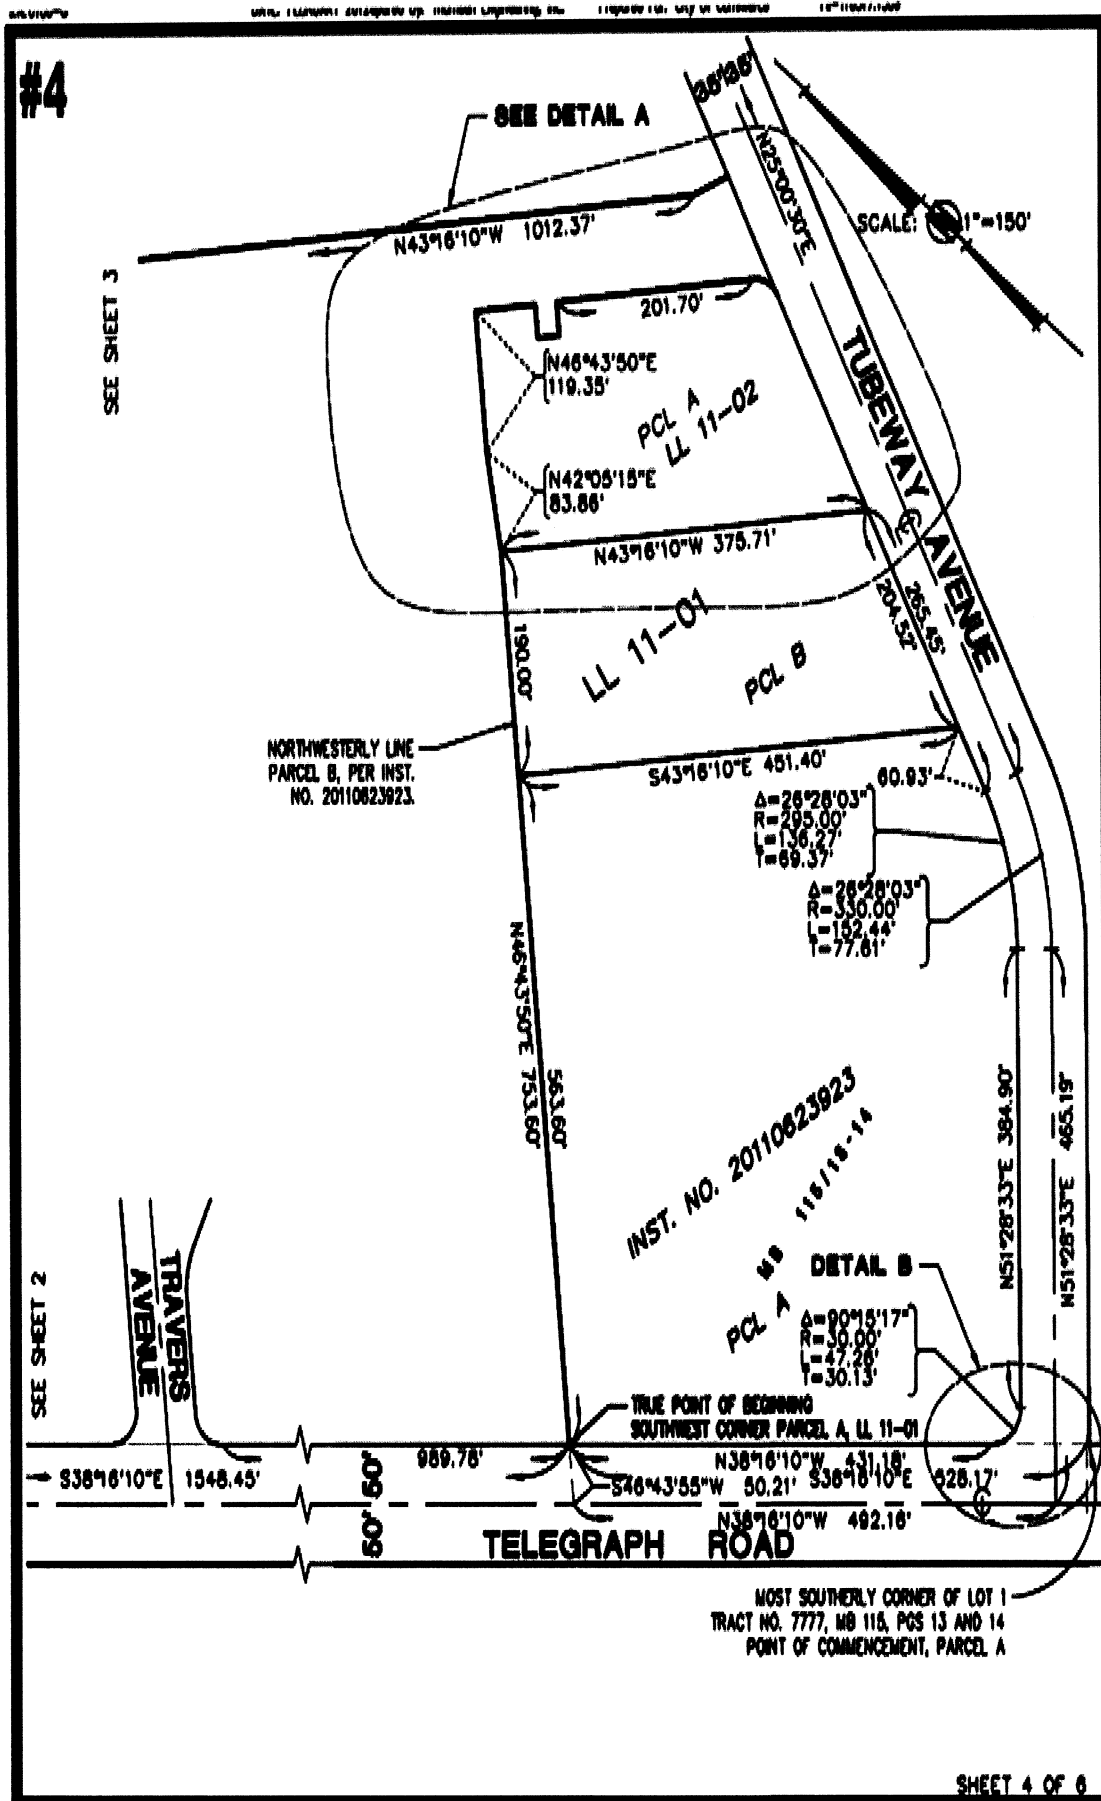 #4
SEE DETAIL A
35'
35'
N25°00'30"E
SCALE: 1"=150'
N43°16'10"W 1012.37'
SEE SHEET 3
201.70'
N46°43'50"E
119.35'
PCL A
LL 11-02
TUBEWAY AVENUE
N42°05'15"E
83.86'
N43°16'10"W 375.71'
265.45'
204.52'
190.00'
LL 11-01
PCL B
NORTHWESTERLY LINE
PARCEL B, PER INST.
NO. 20110623923.
S43°16'10"E 451.40'
60.93'
Δ=26°28'03"
R=295.00'
L=136.27'
T=69.37'
Δ=26°28'03"
R=330.00'
L=152.44'
T=77.61'
N46°43'50"E 753.60'
563.60'
INST. NO. 20110623923
N51°28'33"E 384.90'
N51°28'33"E 465.19'
PCL A
DETAIL B
Δ=90°15'17"
R=30.00'
L=47.26'
T=30.13'
SEE SHEET 2
TRAVERS
AVENUE
TRUE POINT OF BEGINNING
SOUTHWEST CORNER PARCEL A, LL 11-01
989.78'
N38°16'10"W 431.18'
S38°16'10"E 1548.45'
50'
50'
S46°43'55"W 50.21'
S38°16'10"E 528.17'
N38°16'10"W 492.16'
TELEGRAPH ROAD
MOST SOUTHERLY CORNER OF LOT 1
TRACT NO. 7777, MB 115, PGS 13 AND 14
POINT OF COMMENCEMENT, PARCEL A
SHEET 4 OF 6